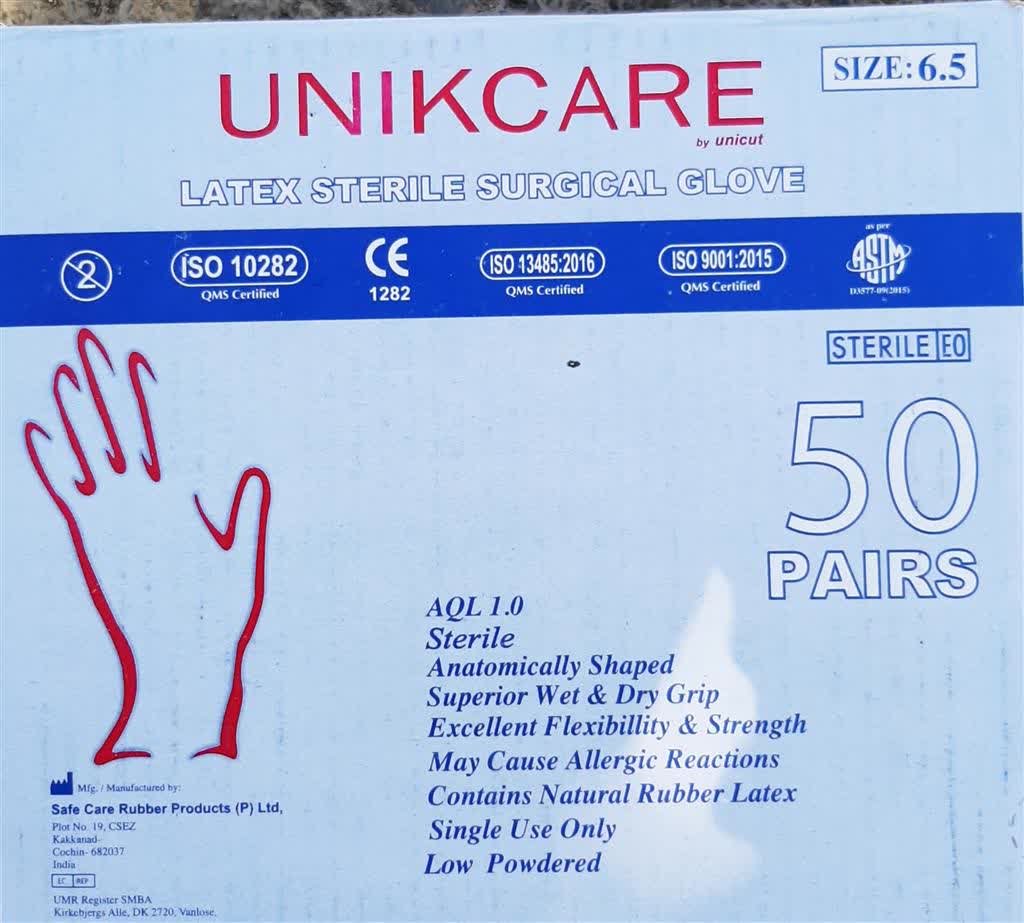 UNIKCARE
SIZE: 6.5
by unicut
LATEX STERILE SURGICAL GLOVE
2
ISO 10282
QMS Certified
CE
1282
ISO 13485:2016
QMS Certified
ISO 9001:2015
QMS Certified
as per
ASTM
D3577-09(2015)
STERILE EO
50
PAIRS
AQL 1.0
Sterile
Anatomically Shaped
Superior Wet & Dry Grip
Excellent Flexibillity & Strength
May Cause Allergic Reactions
Contains Natural Rubber Latex
Single Use Only
Low Powdered
Mfg. / Manufactured by:
Safe Care Rubber Products (P) Ltd,
Plot No. 19, CSEZ
Kakkanad-
Cochin- 682037
India
EC REP
UMR Register SMBA
Kirkebjergs Alle, DK 2720, Vanlose,